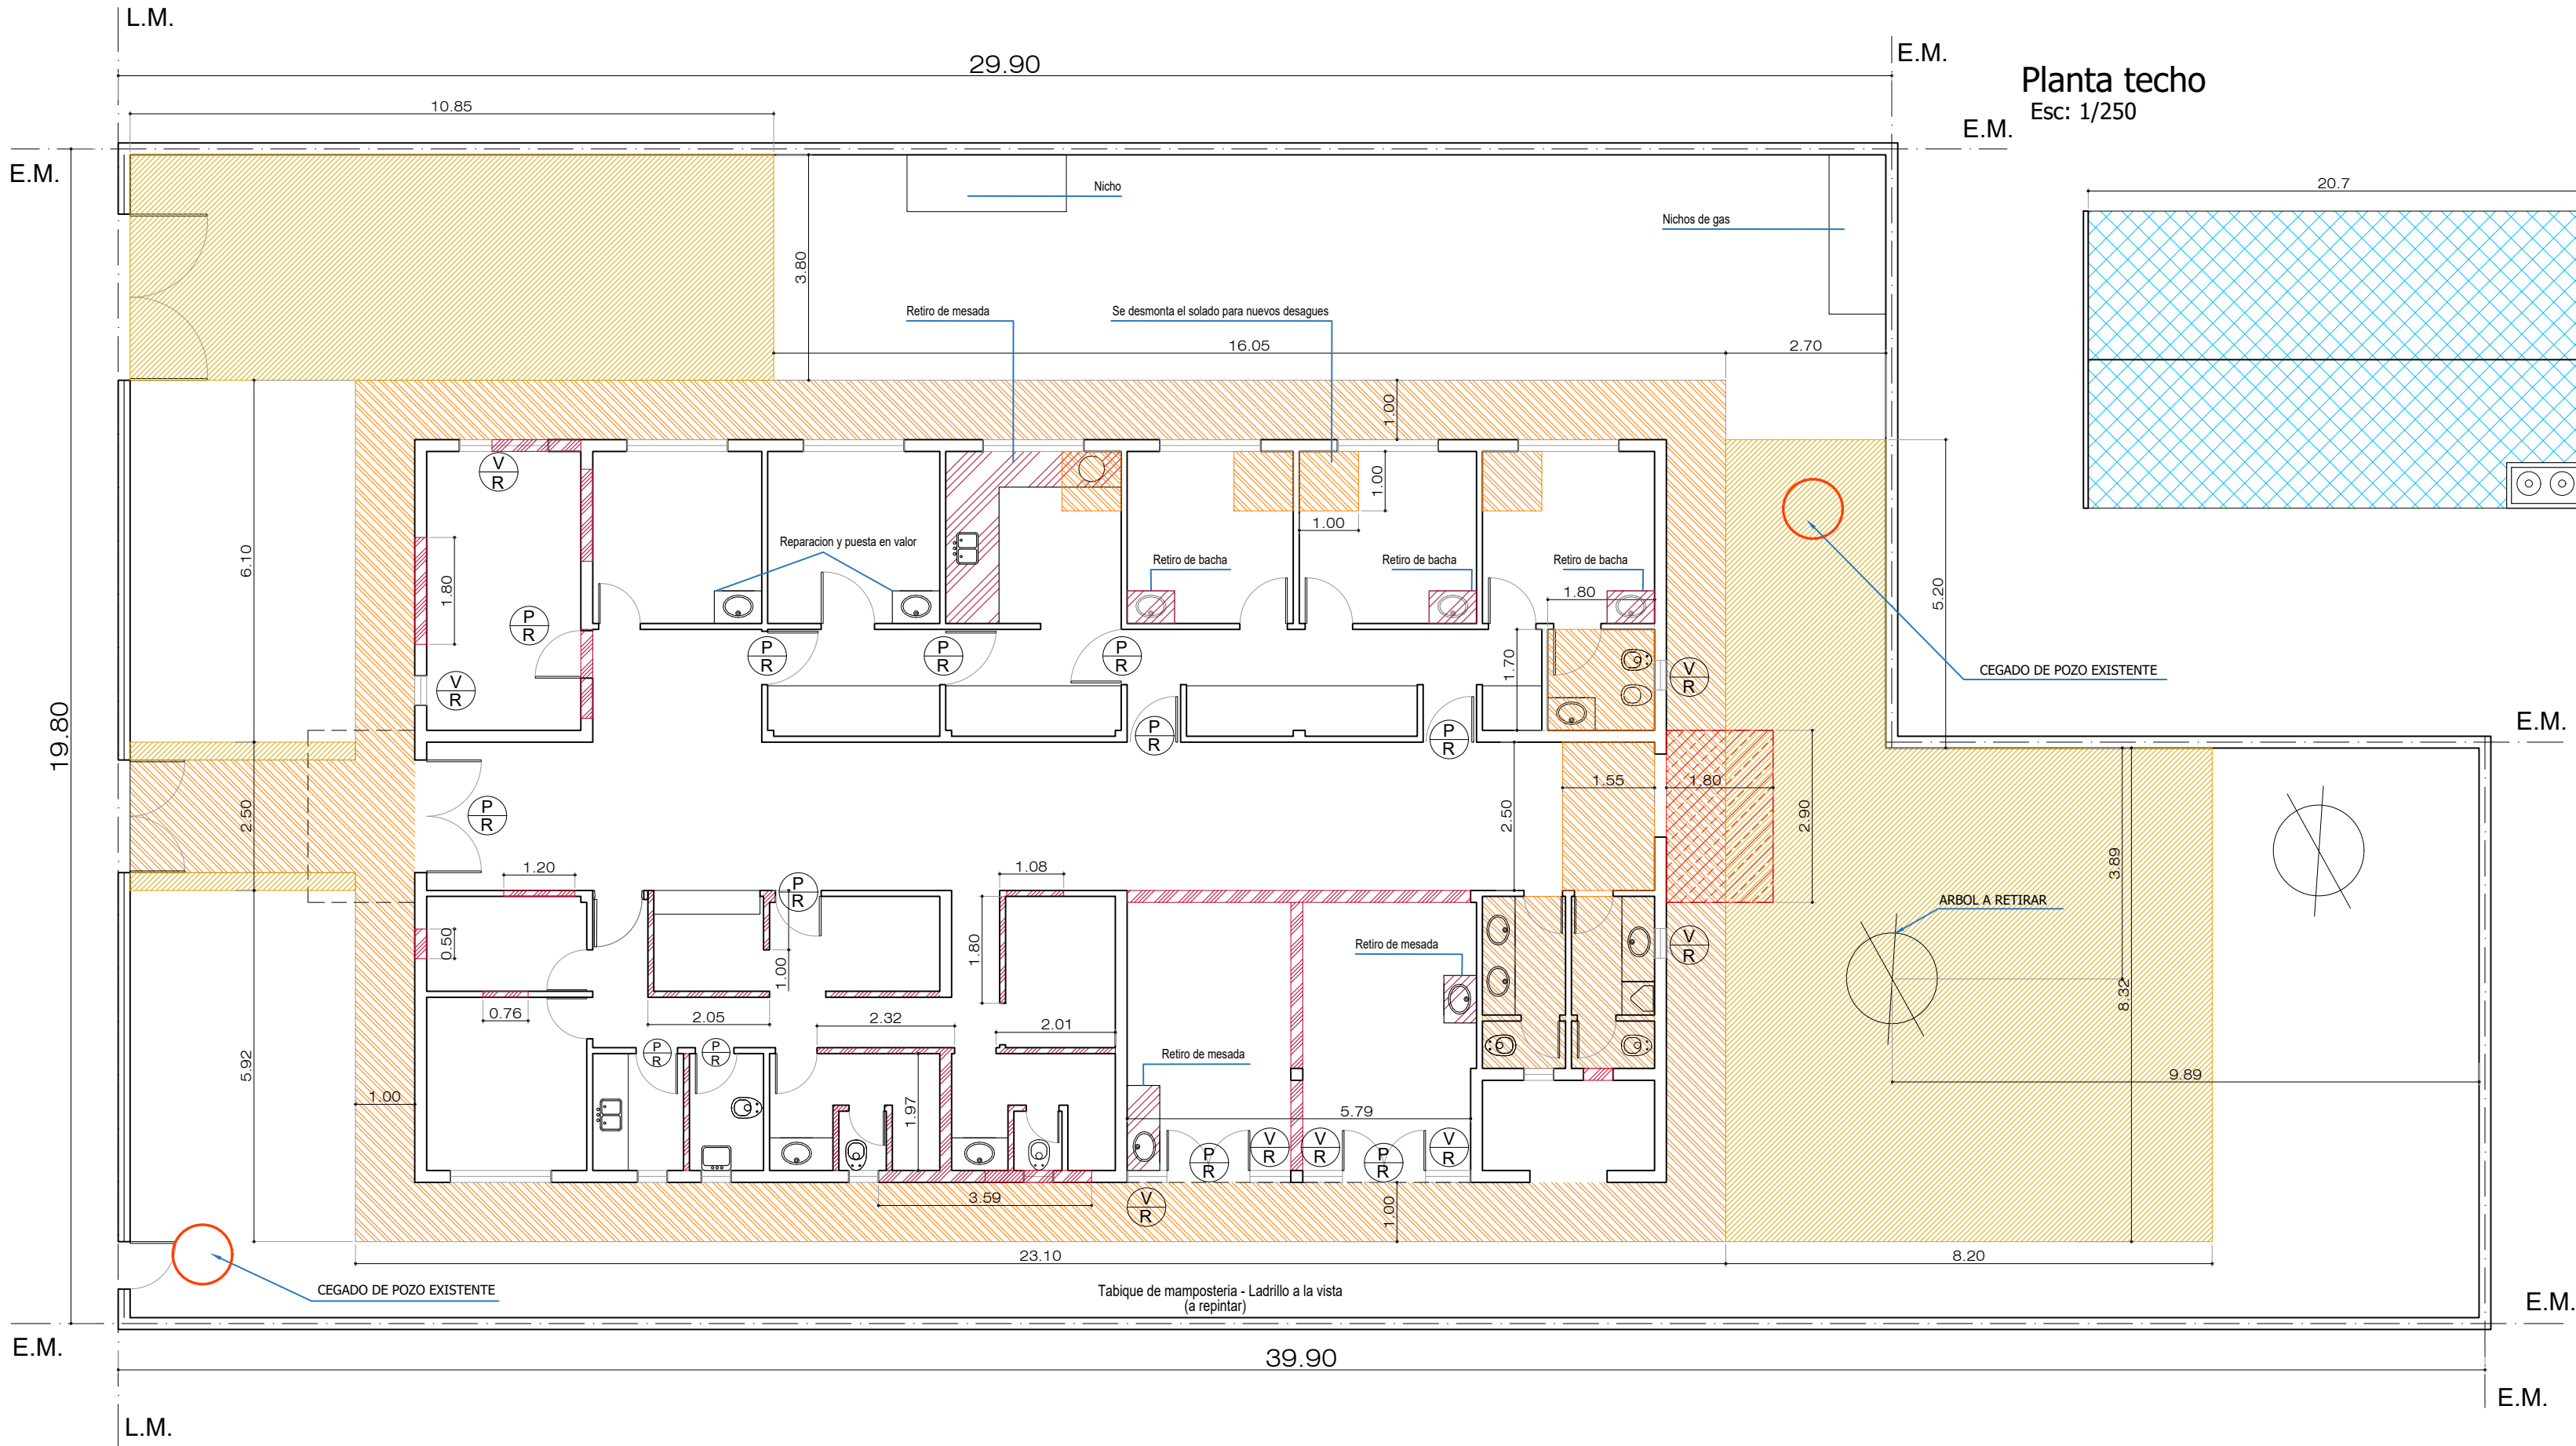 L.M.
E.M.
29.90
Planta techo
Esc: 1/250
10.85
E.M.
E.M.
20.7
Nicho
Nichos de gas
3.80
Retiro de mesada
Se desmonta el solado para nuevos desagues
16.05
2.70
1.00
V
R
1.00
1.00
Reparacion y puesta en valor
Retiro de bacha
Retiro de bacha
Retiro de bacha
6.10
1.80
1.80
5.20
P
R
P
R
P
R
P
R
1.70
CEGADO DE POZO EXISTENTE
V
R
V
R
19.80
P
R
P
R
E.M.
2.50
P
R
2.50
1.55
1.80
2.90
3.89
1.20
P
R
1.08
ARBOL A RETIRAR
0.50
1.00
1.80
Retiro de mesada
V
R
8.32
0.76
2.05
2.32
2.01
5.92
P
R
P
R
Retiro de mesada
9.89
1.00
1.97
5.79
P
R
V
R
V
R
P
R
V
R
3.59
V
R
1.00
23.10
8.20
CEGADO DE POZO EXISTENTE
Tabique de mamposteria - Ladrillo a la vista
(a repintar)
E.M.
E.M.
39.90
E.M.
L.M.